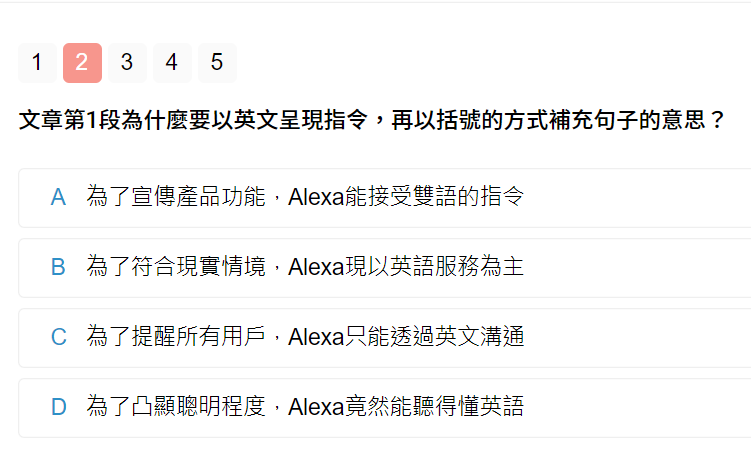 1 2 3 4 5
文章第1段為什麼要以英文呈現指令，再以括號的方式補充句子的意思？
A 為了宣傳產品功能，Alexa能接受雙語的指令
B 為了符合現實情境，Alexa現以英語服務為主
C 為了提醒所有用戶，Alexa只能透過英文溝通
D 為了凸顯聰明程度，Alexa竟然能聽得懂英語